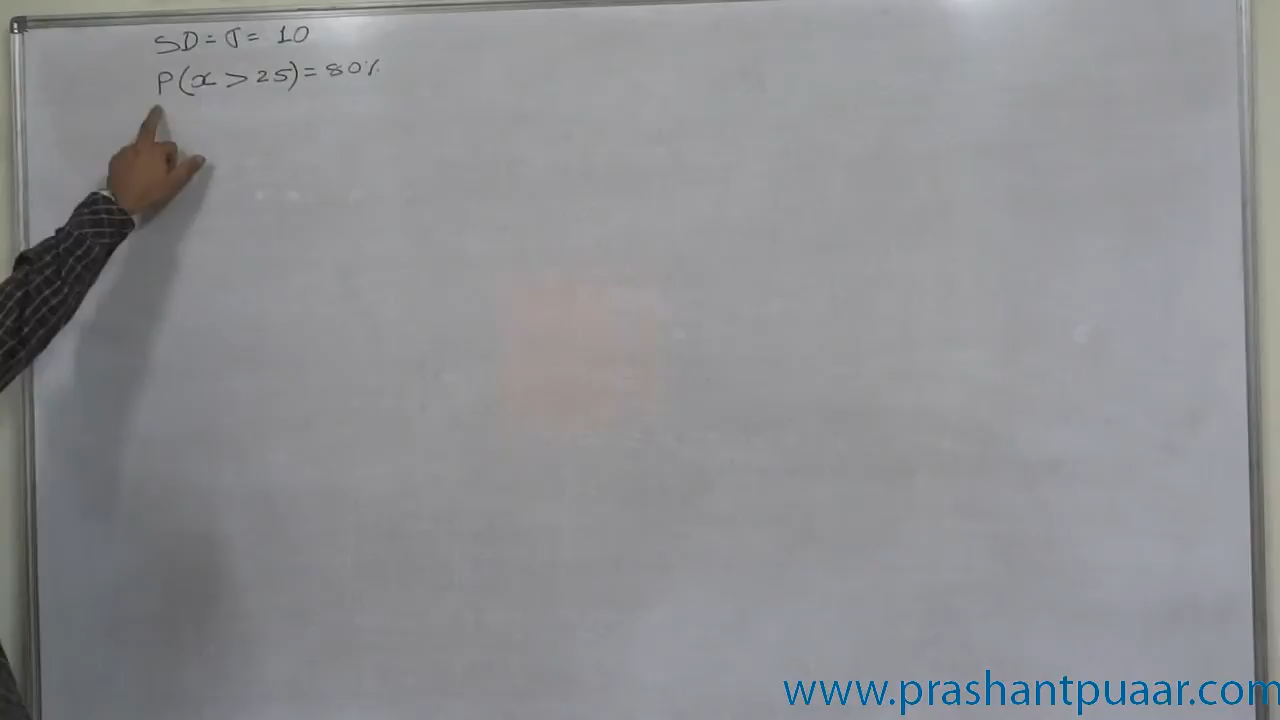 SD = σ = 10
P(x > 25) = 80%
www.prashantpuaar.com